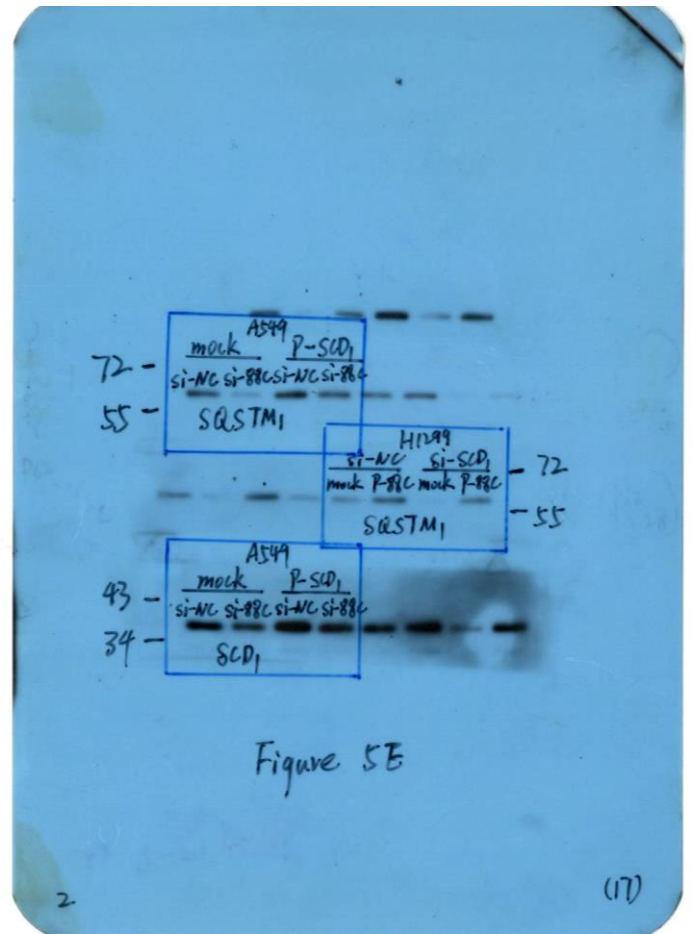 A549
mock P-SCD1
72 -
si-NC si-88C si-NC si-88C
55 -
SQSTM1
H1299
si-NC si-SCD1
- 72
mock P-88C mock P-88C
- 55
SQSTM1
A549
mock P-SCD1
43 -
si-NC si-88C si-NC si-88C
34 -
SCD1
Figure 5E
2 (17)